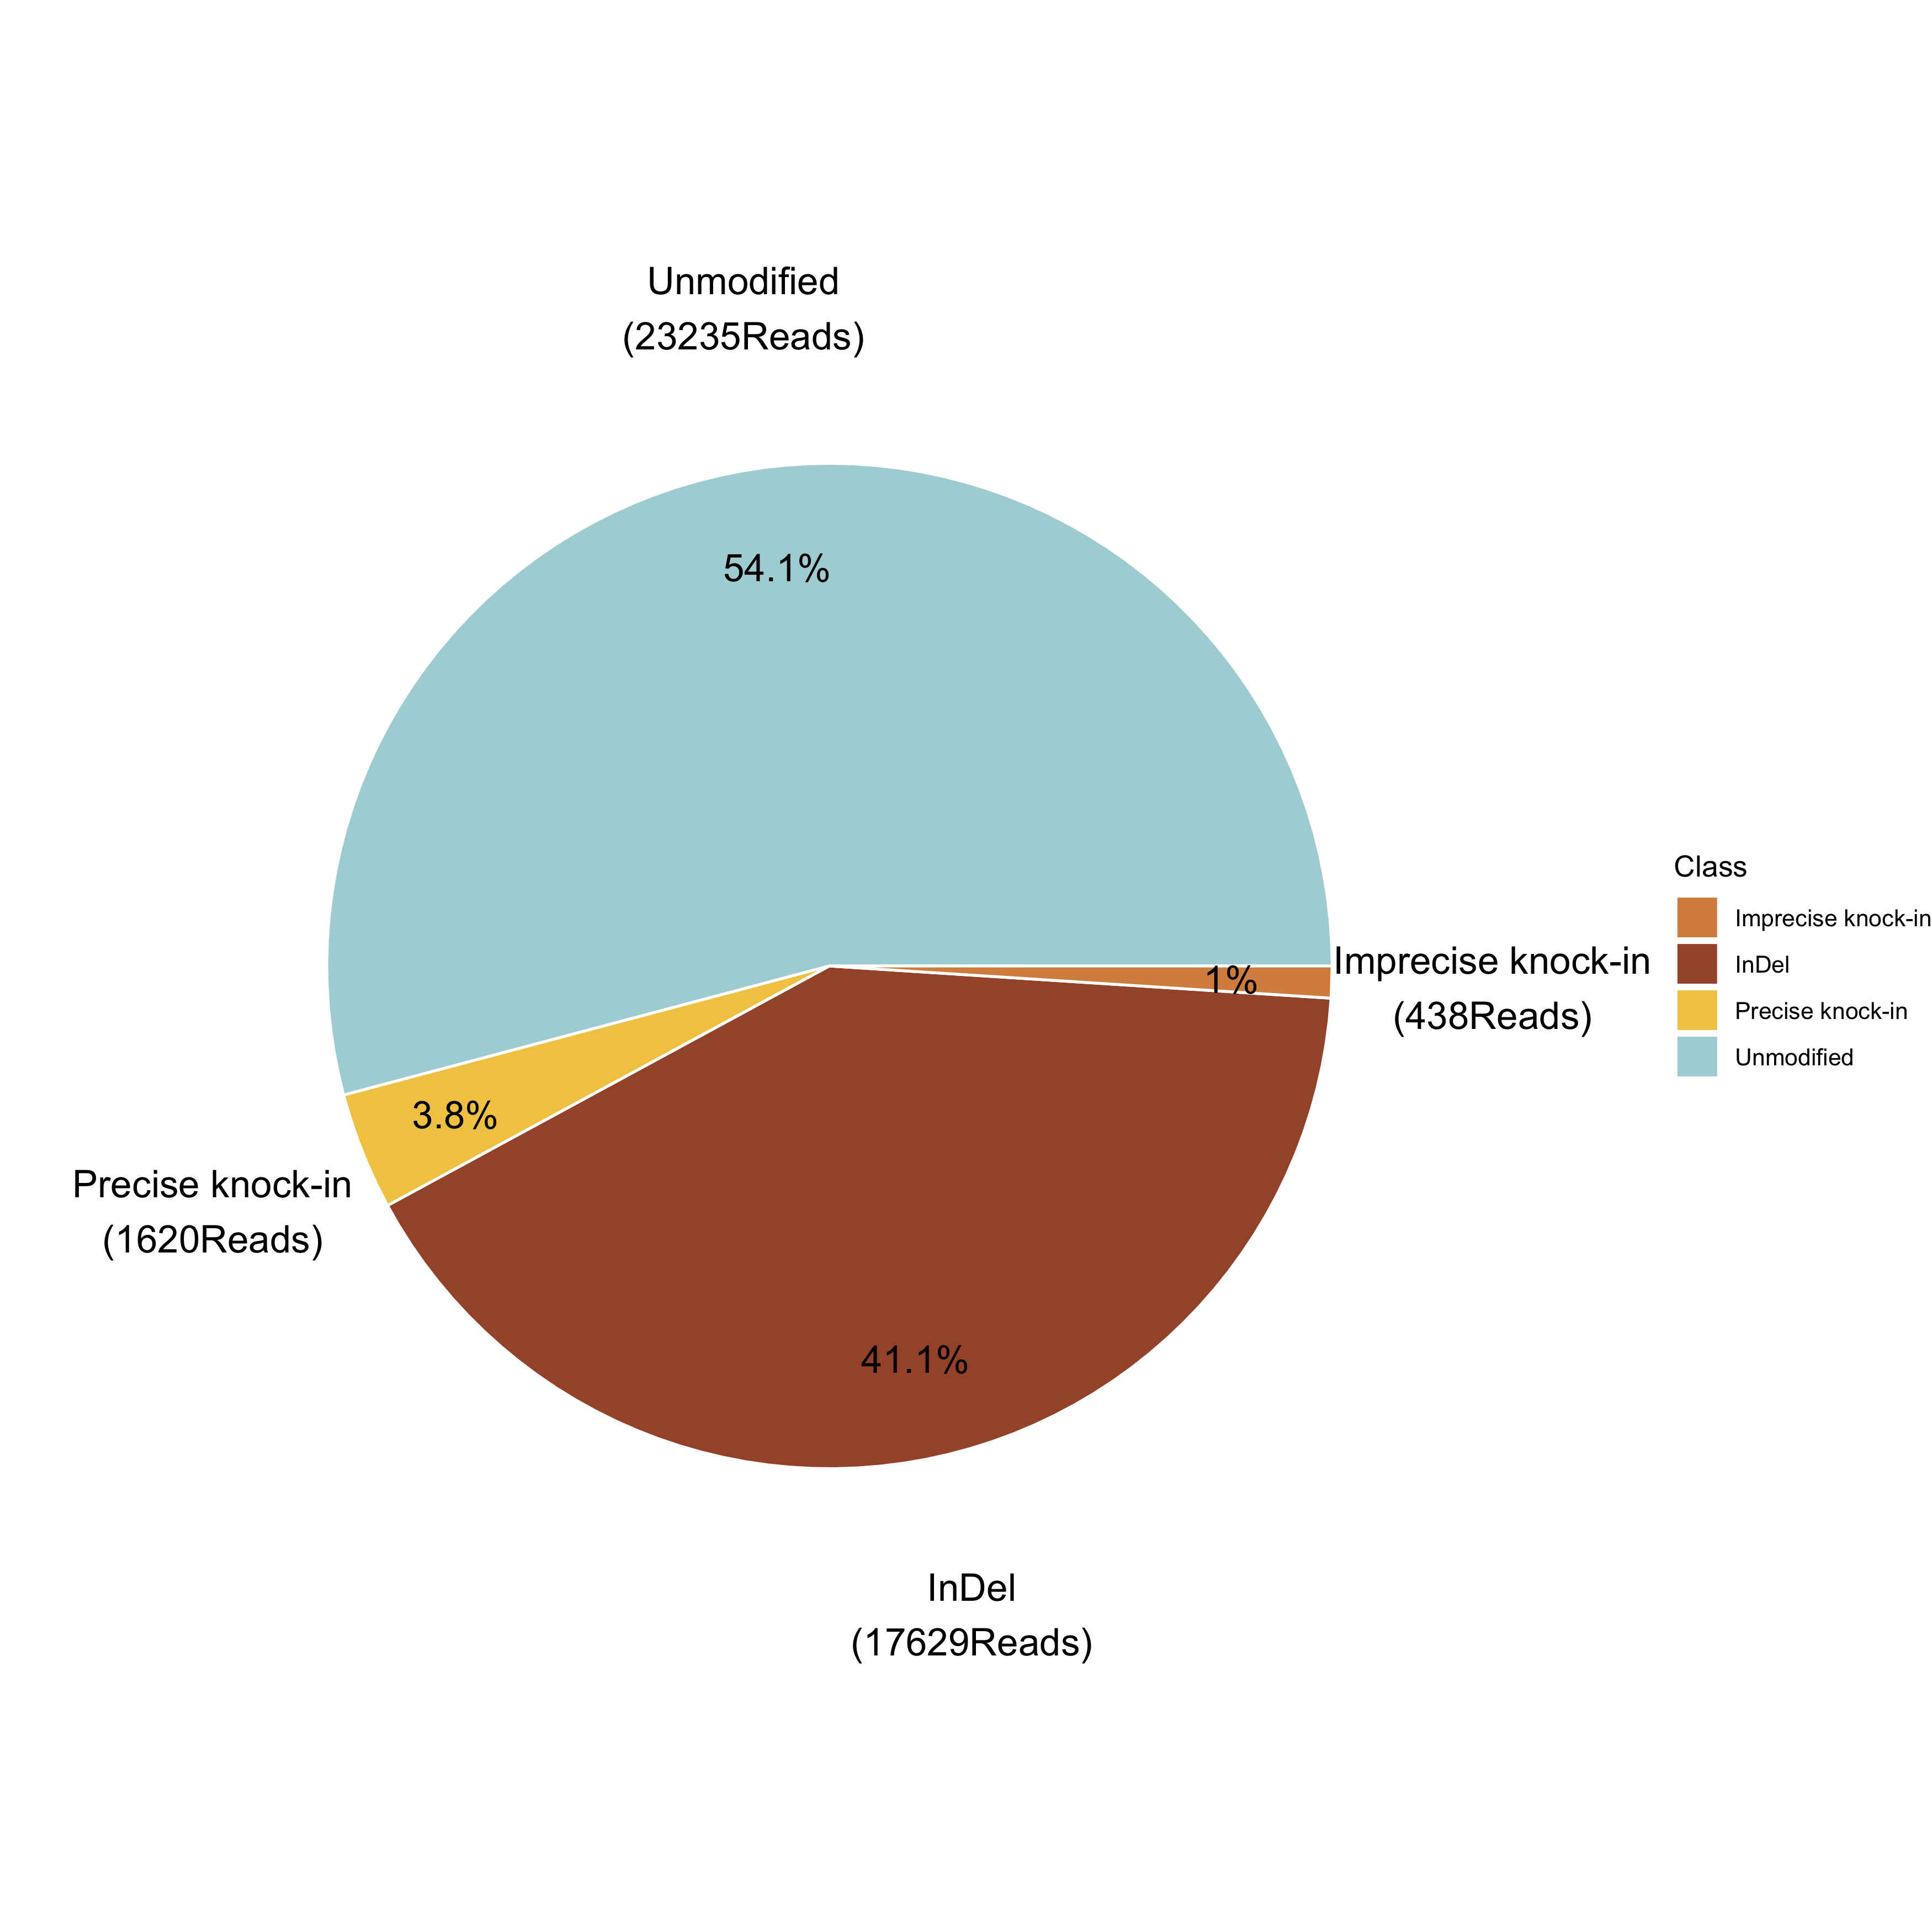 Unmodified
(23235Reads)
54.1%
Imprecise knock-in
(438Reads)
1%
3.8%
Precise knock-in
(1620Reads)
41.1%
InDel
(17629Reads)
Class
Imprecise knock-in
InDel
Precise knock-in
Unmodified